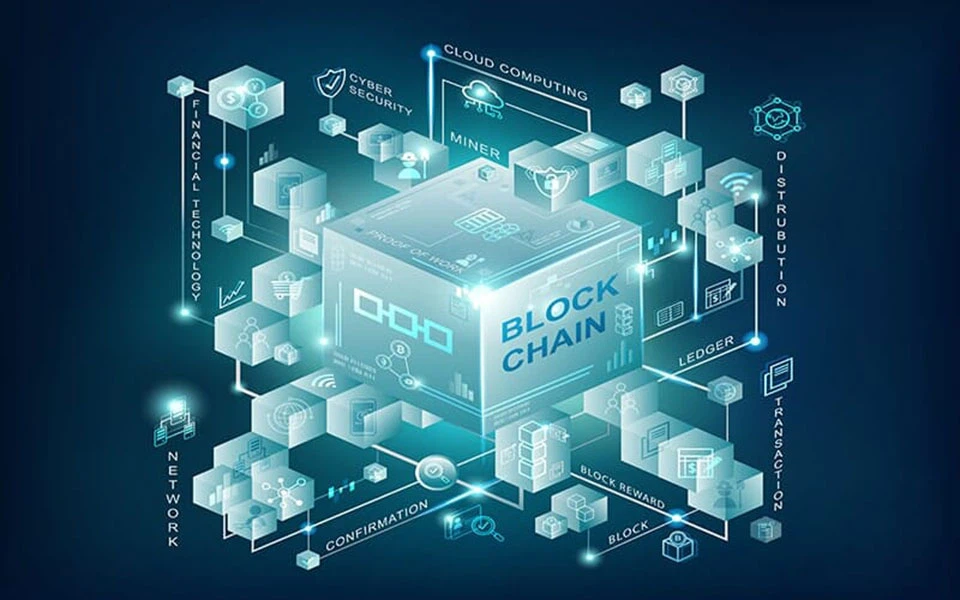 CLOUD COMPUTING
CYBER
SECURITY
MINER
FINANCIAL TECHNOLOGY
DISTRUBUTION
PROOF OF WORK
BLOCK
CHAIN
LEDGER
TRANSACTION
NETWORK
BLOCK REWARD
CONFIRMATION
BLOCK